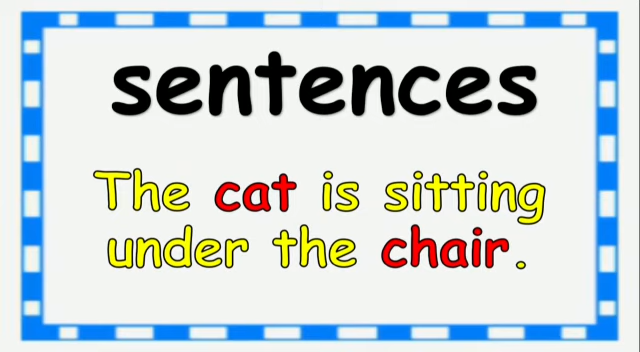 sentences
The cat is sitting
under the chair.